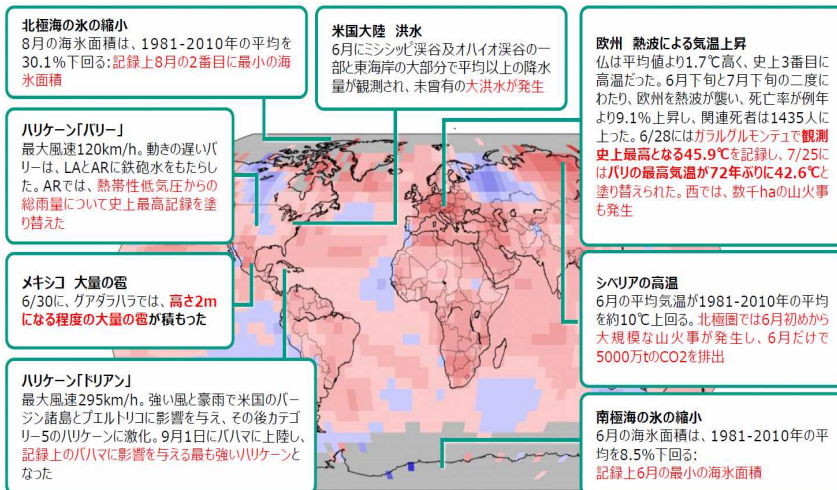 北極海の氷の縮小
8月の海氷面積は、1981-2010年の平均を
30.1%下回る:記録上8月の2番目に最小の海
氷面積
米国大陸 洪水
6月にミシシッピ渓谷及オハイオ渓谷の一
部と東海岸の大部分で平均以上の降水
量が観測され、未曾有の大洪水が発生
欧州 熱波による気温上昇
仏は平均値より1.7℃高く、史上3番目に
高温だった。6月下旬と7月下旬の二度に
わたり、欧州を熱波が襲い、死亡率が例年
より9.1%上昇し、関連死者は1435人に
上った。6/28にはガラルグルモンテュで観測
史上最高となる45.9℃を記録し、7/25に
はパリの最高気温が72年ぶりに42.6℃と
塗り替えられた。西では、数千haの山火事
も発生
ハリケーン「バリー」
最大風速120km/h。動きの遅いバ
リーは、LAとARに鉄砲水をもたらし
た。ARでは、熱帯性低気圧からの
総雨量について史上最高記録を塗
り替えた
メキシコ 大量の雹
6/30に、グアダラハラでは、高さ2m
になる程度の大量の雹が積もった
シベリアの高温
6月の平均気温が1981-2010年の平均
を約10℃上回る。北極圏では6月初めから
大規模な山火事が発生し、6月だけで
5000万tのCO2を排出
ハリケーン「ドリアン」
最大風速295km/h。強い風と豪雨で米国のバー
ジン諸島とプエルトリコに影響を与え、その後カテゴ
リー5のハリケーンに激化。9月1日にバハマに上陸し、
記録上のバハマに影響を与える最も強いハリケーンと
なった
南極海の氷の縮小
6月の海氷面積は、1981-2010年の平
均を8.5%下回る:
記録上6月の最小の海氷面積